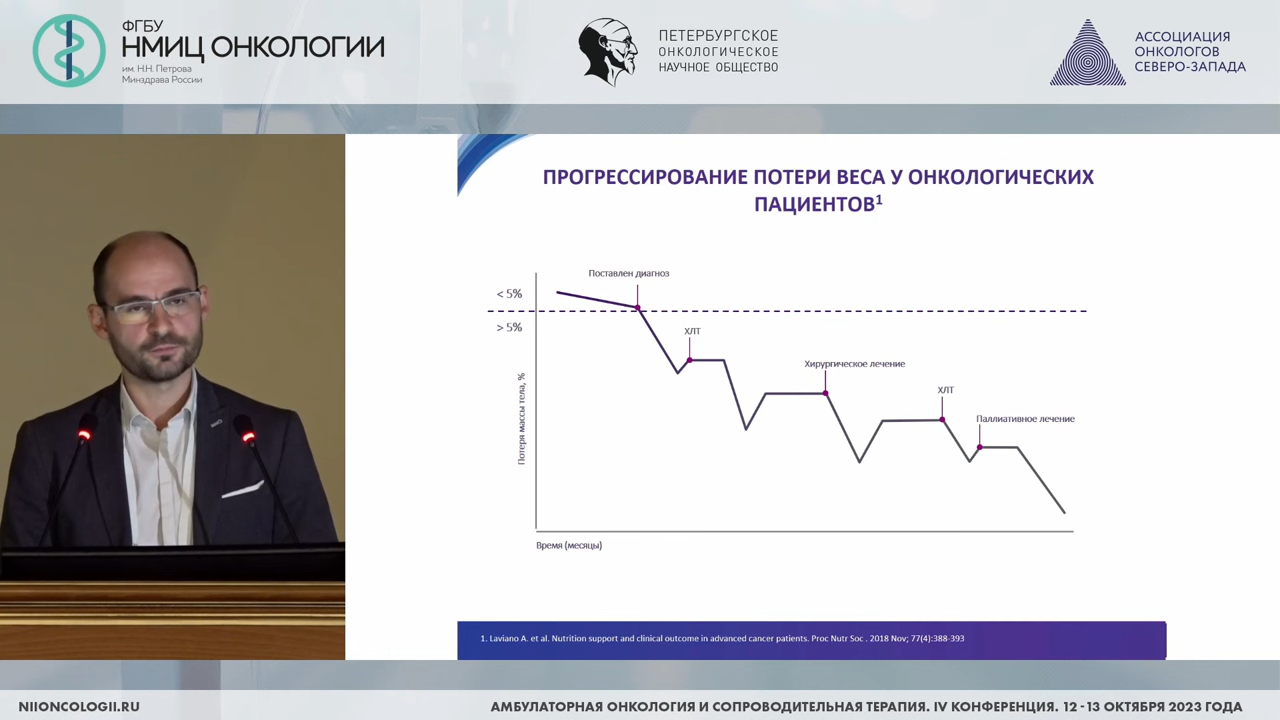 ФГБУ
НМИЦ ОНКОЛОГИИ
им. Н.Н. Петрова
Минздрава России
ПЕТЕРБУРГСКОЕ
ОНКОЛОГИЧЕСКОЕ
НАУЧНОЕ ОБЩЕСТВО
АССОЦИАЦИЯ
ОНКОЛОГОВ
СЕВЕРО-ЗАПАДА
ПРОГРЕССИРОВАНИЕ ПОТЕРИ ВЕСА У ОНКОЛОГИЧЕСКИХ
ПАЦИЕНТОВ¹
Поставлен диагноз
< 5%
> 5%
ХЛТ
Хирургическое лечение
ХЛТ
Паллиативное лечение
Потеря массы тела, %
Время (месяцы)
1. Laviano A. et al. Nutrition support and clinical outcome in advanced cancer patients. Proc Nutr Soc . 2018 Nov; 77(4):388-393
NIIONCOLOGII.RU
АМБУЛАТОРНАЯ ОНКОЛОГИЯ И СОПРОВОДИТЕЛЬНАЯ ТЕРАПИЯ. IV КОНФЕРЕНЦИЯ. 12 -13 ОКТЯБРЯ 2023 ГОДА